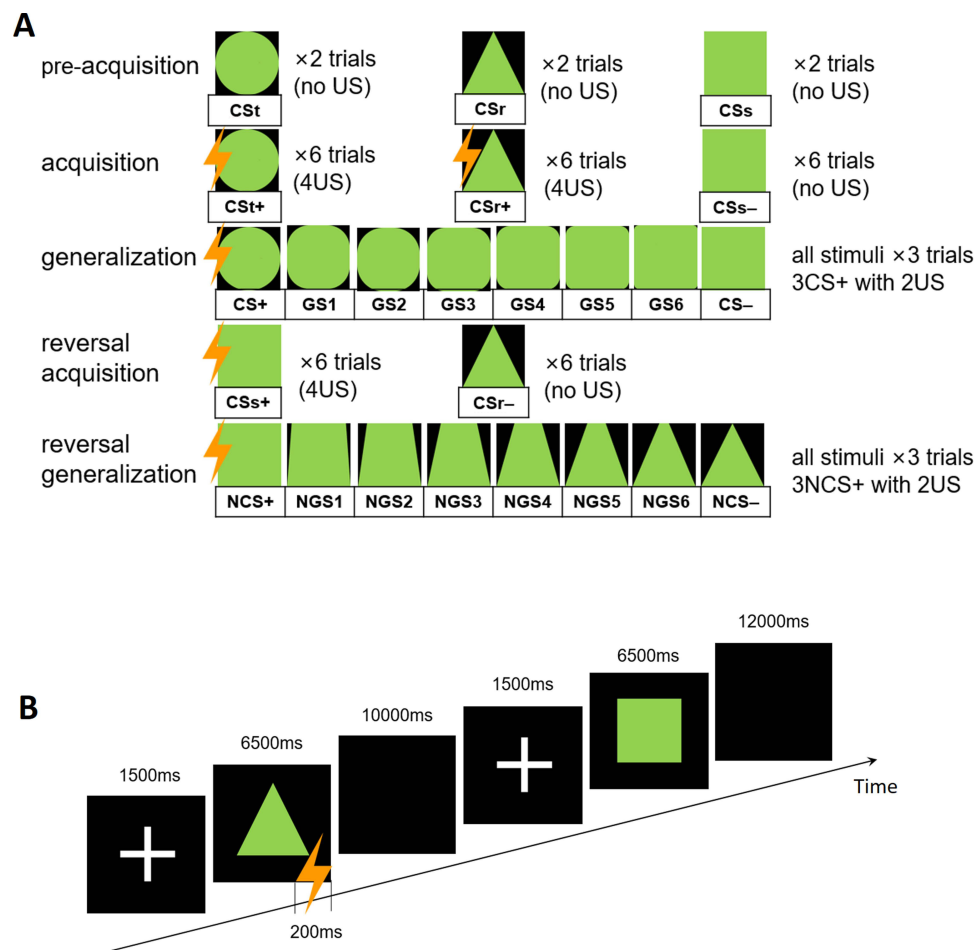 A
pre-acquisition
×2 trials
(no US)
×2 trials
(no US)
×2 trials
(no US)
CSt
CSr
CSs
acquisition
×6 trials
(4US)
×6 trials
(4US)
×6 trials
(no US)
CSt+
CSr+
CSs–
generalization
all stimuli ×3 trials
3CS+ with 2US
CS+ GS1 GS2 GS3 GS4 GS5 GS6 CS–
reversal
acquisition
×6 trials
(4US)
×6 trials
(no US)
CSs+
CSr–
reversal
generalization
all stimuli ×3 trials
3NCS+ with 2US
NCS+ NGS1 NGS2 NGS3 NGS4 NGS5 NGS6 NCS–
B
1500ms
6500ms
200ms
10000ms
1500ms
6500ms
12000ms
Time